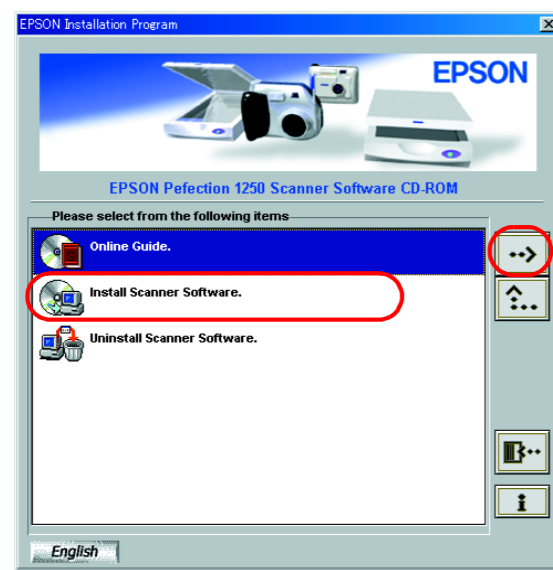 EPSON Installation Program
EPSON
EPSON Pefection 1250 Scanner Software CD-ROM
Please select from the following items
Online Guide.
Install Scanner Software.
Uninstall Scanner Software.
English